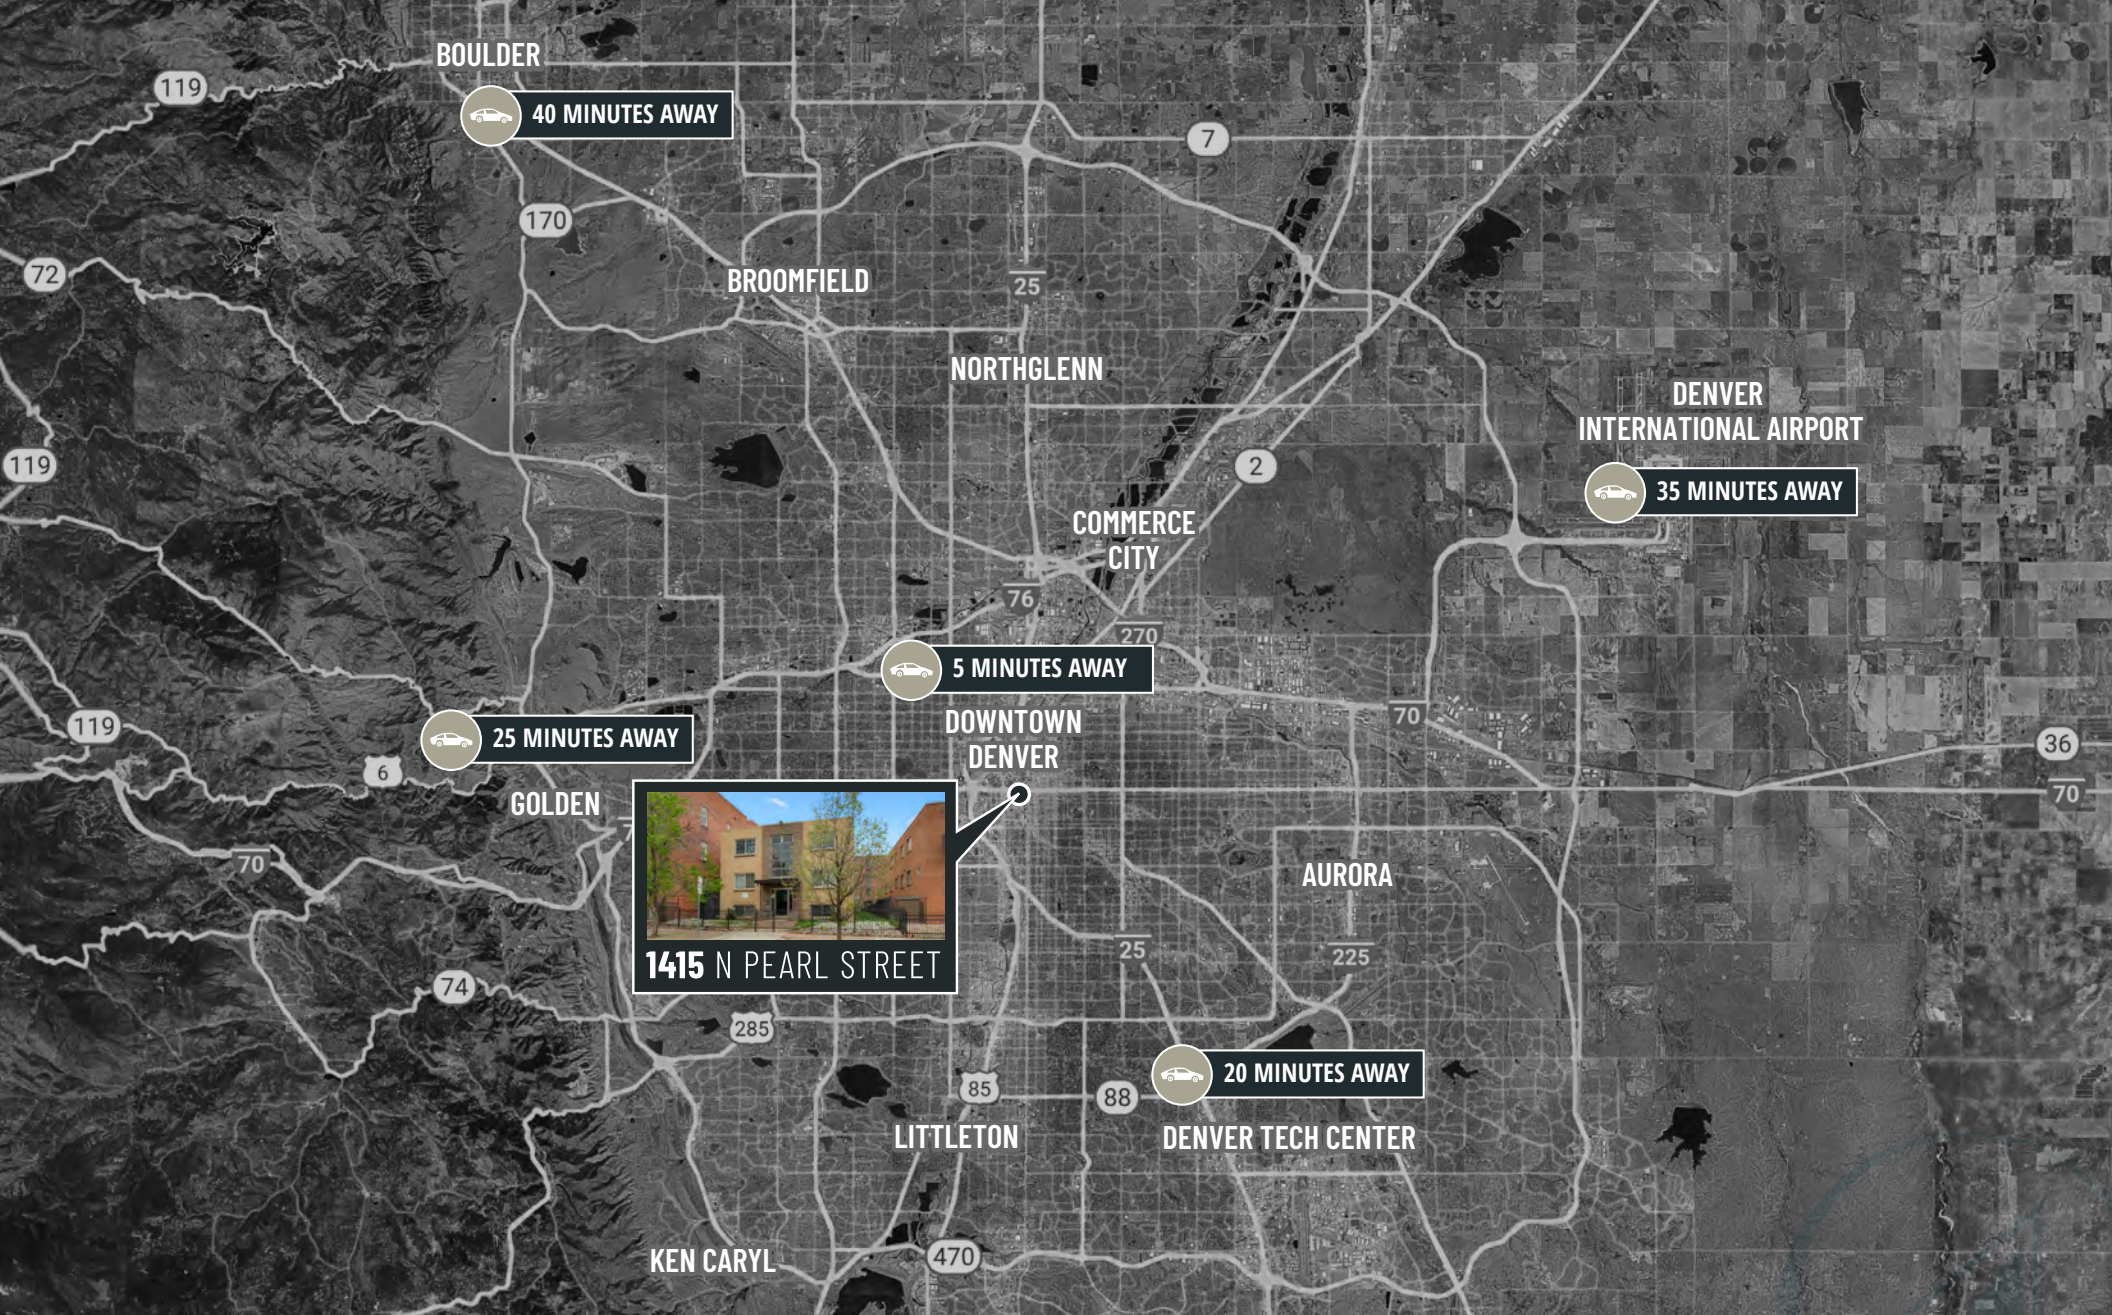 BOULDER
119
40 MINUTES AWAY
7
170
72
BROOMFIELD
25
NORTHGLENN
DENVER
INTERNATIONAL AIRPORT
119
2
35 MINUTES AWAY
COMMERCE
CITY
76
270
5 MINUTES AWAY
70
119
25 MINUTES AWAY
DOWNTOWN
DENVER
36
6
GOLDEN
70
70
AURORA
25
225
1415 N PEARL STREET
74
285
20 MINUTES AWAY
85
88
LITTLETON
DENVER TECH CENTER
KEN CARYL
470